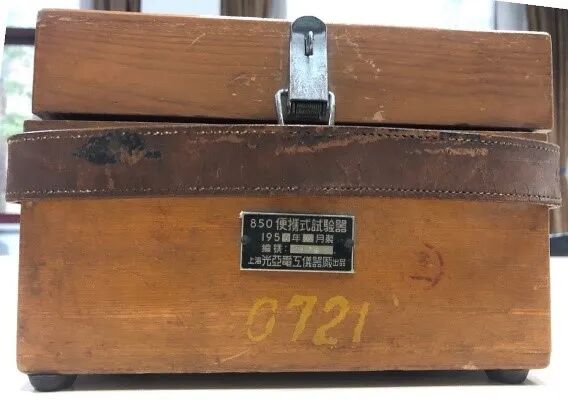 850 便攜式試驗器
195 年 月製
編號：
上海光亞電工儀器廠出品
0721